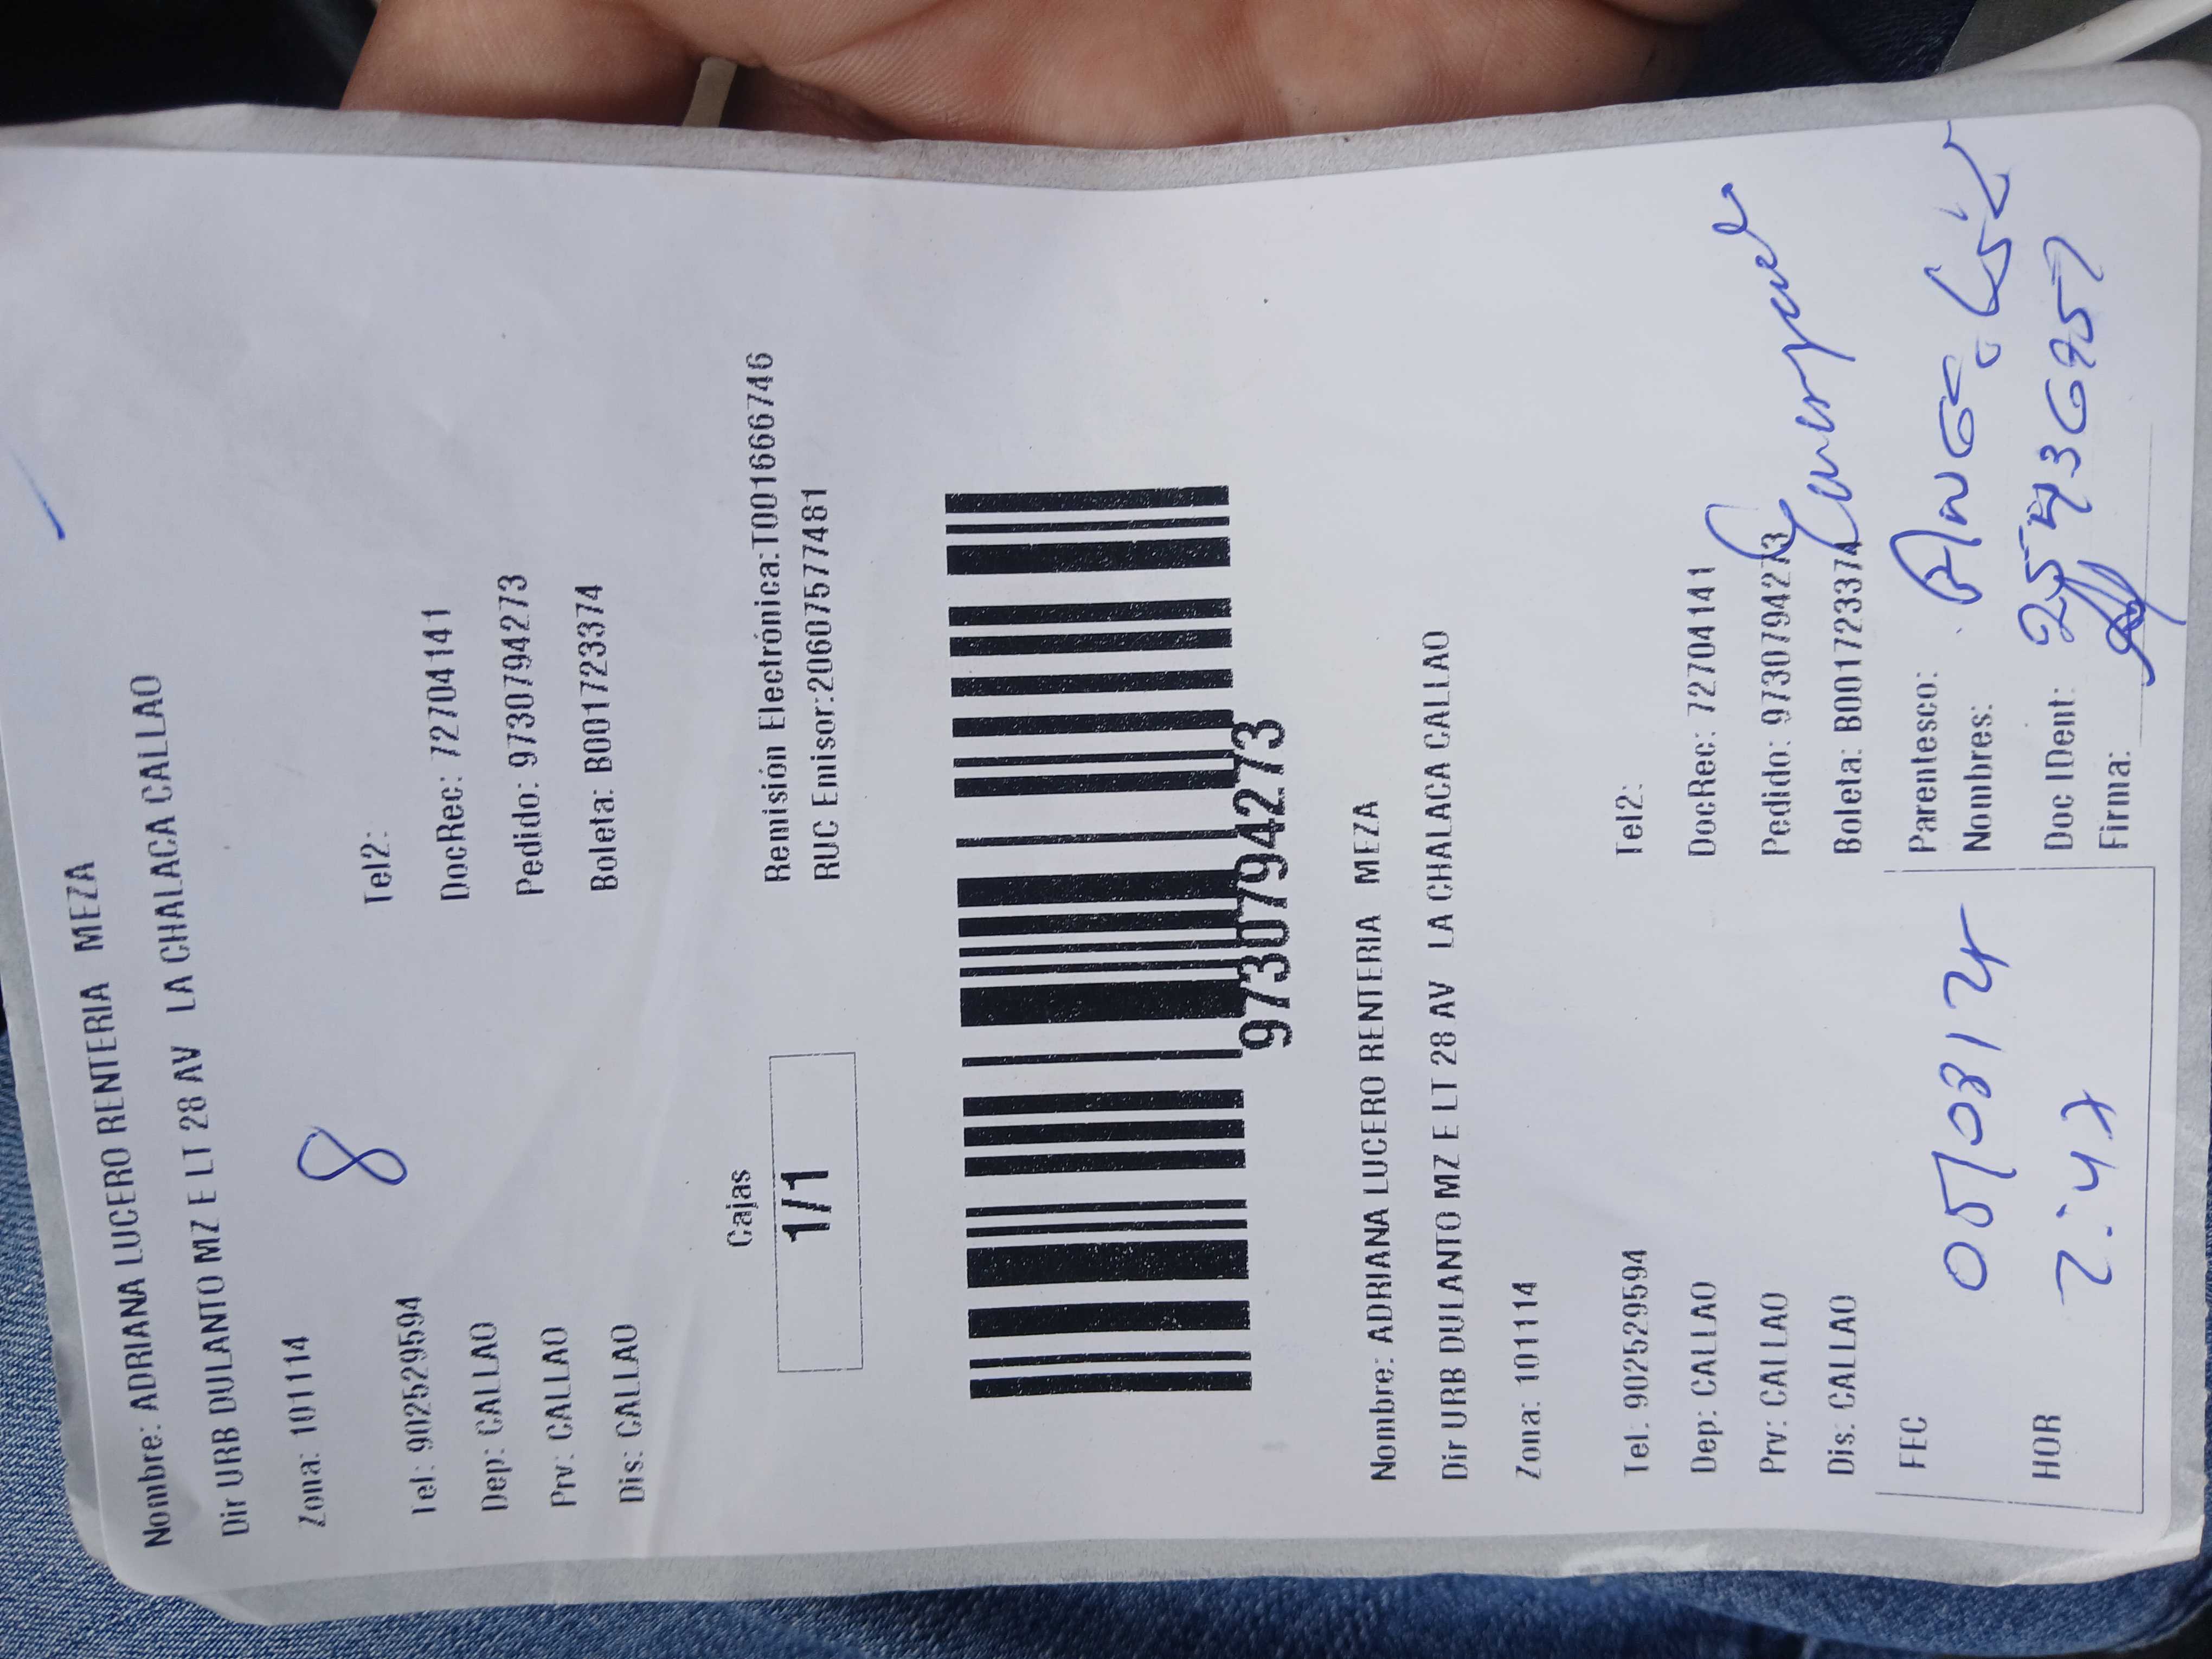 Nombre: ADRIANA LUCERO RENTERIA MEZA
Dir URB DULANTO MZ E LT 28 AV LA CHALACA CALLAO
Zona: 101114
8
Tel: 902529594 Tel2:
Dep: CALLAO DocRec: 72704141
Prv: CALLAO Pedido: 9730794273
Dis: CALLAO Boleta: B001723374
Cajas
1/1
Remisión Electrónica:T001666746
RUC Emisor:20607577481
9730794273
Nombre: ADRIANA LUCERO RENTERIA MEZA
Dir URB DULANTO MZ E LT 28 AV LA CHALACA CALLAO
Zona: 101114
Tel: 902529594 Tel2:
Dep: CALLAO DocRec: 72704141
Prv: CALLAO Pedido: 9730794273
Dis: CALLAO Boleta: B001723374
FEC Parentesco:
Nombres:
HOR Doc IDent:
Firma: